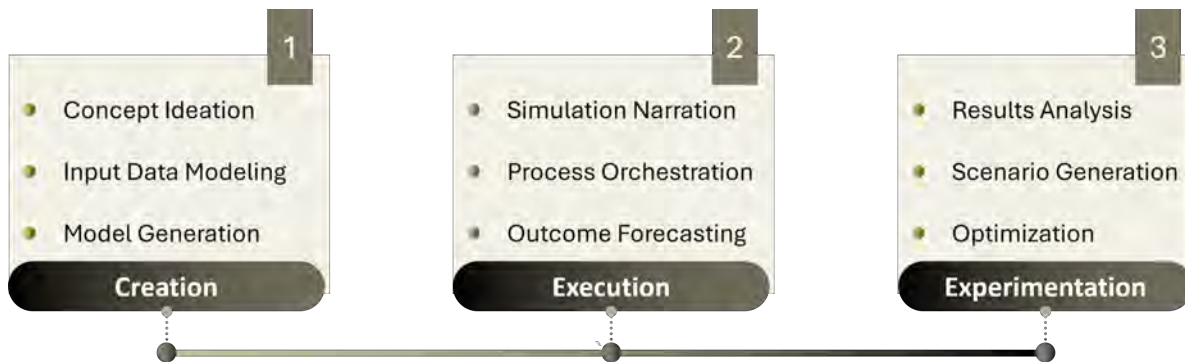 1
Concept Ideation
Input Data Modeling
Model Generation
Creation
2
Simulation Narration
Process Orchestration
Outcome Forecasting
Execution
3
Results Analysis
Scenario Generation
Optimization
Experimentation